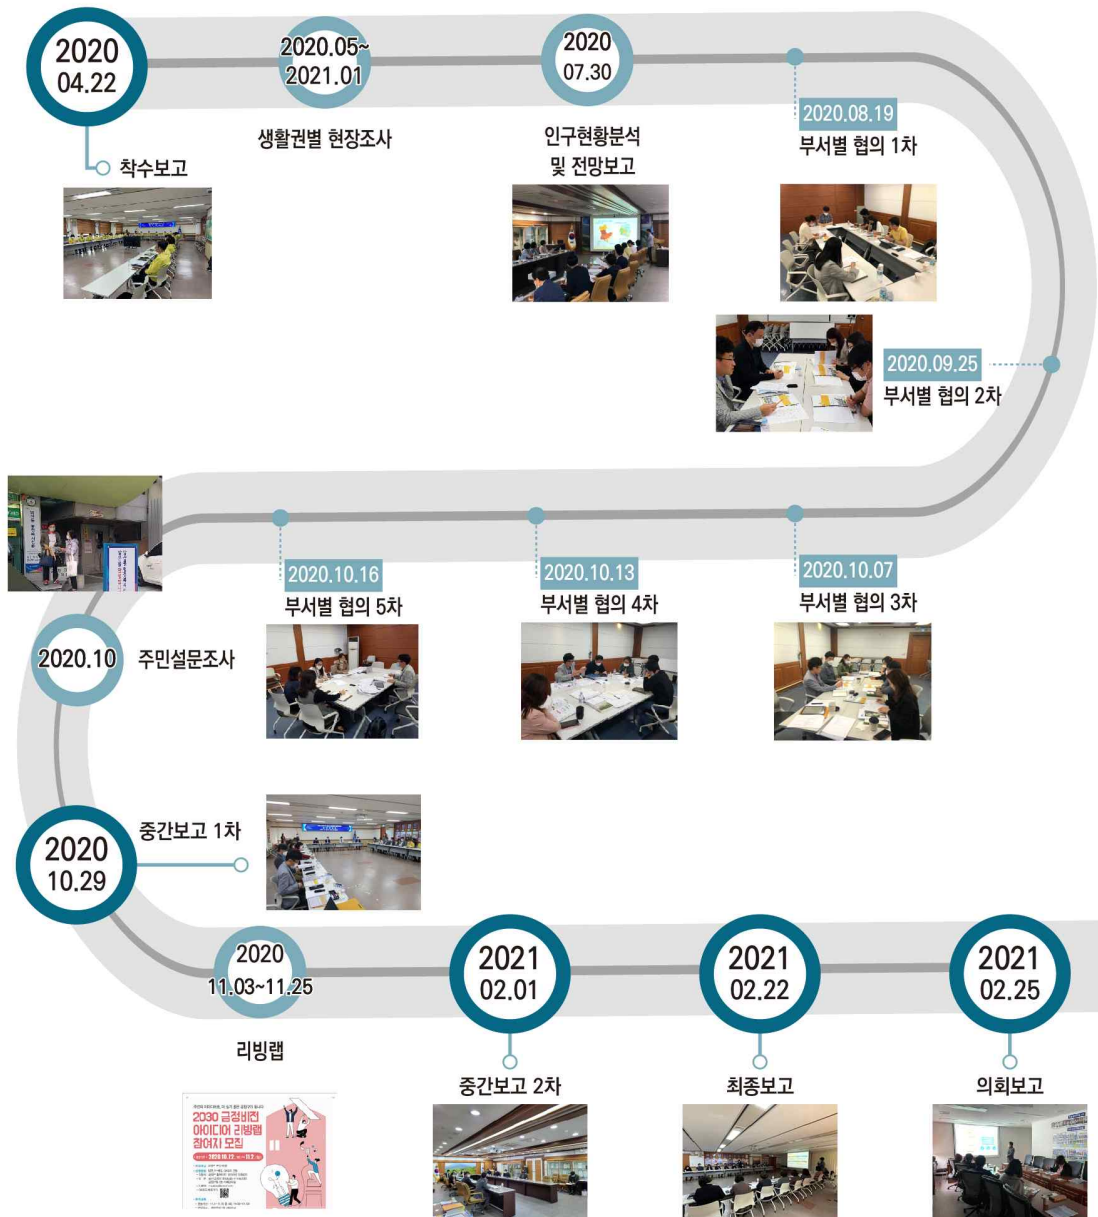 2020
04.22
착수보고
2020.05~
2021.01
생활권별 현장조사
2020
07.30
인구현황분석
및 전망보고
2020.08.19
부서별 협의 1차
2020.09.25
부서별 협의 2차
2020.10.07
부서별 협의 3차
2020.10.13
부서별 협의 4차
2020.10.16
부서별 협의 5차
2020.10
주민설문조사
2020
10.29
중간보고 1차
2020
11.03~11.25
리빙랩
2030 금정비전
아이디어 리빙랩
참여자 모집
2021
02.01
중간보고 2차
2021
02.22
최종보고
2021
02.25
의회보고